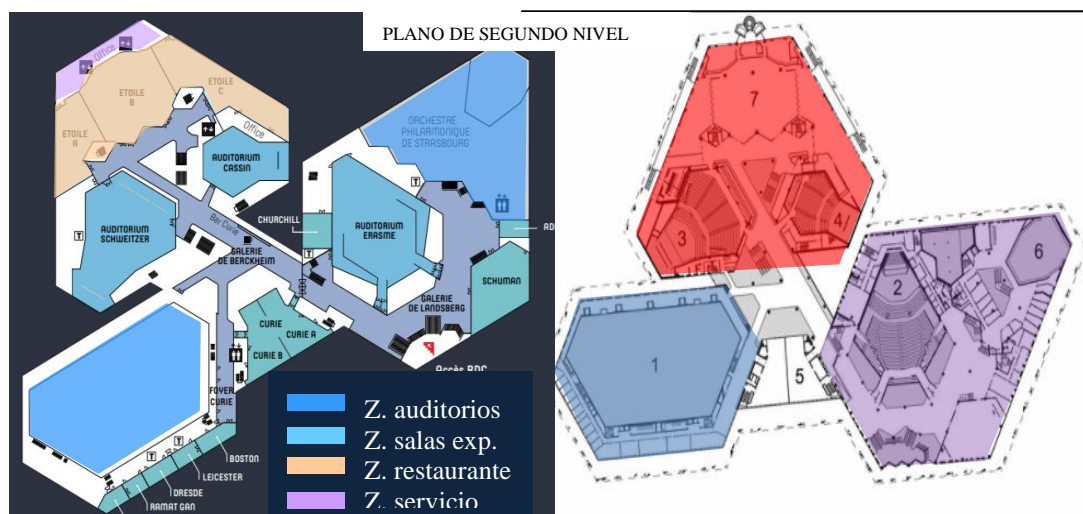 PLANO DE SEGUNDO NIVEL
Office
ETOILE
C
ETOILE
B
ETOILE
A
Office
AUDITORIUM
CASSIN
ORCHESTRE
PHILARMONIQUE
DE STRASBOURG
T
CHURCHILL
AUDITORIUM
ERASME
AD
AUDITORIUM
SCHWEITZER
Bar Curie
T
GALERIE
DE BERCKHEIM
T
SCHUMAN
GALERIE
DE LANDSBERG
CURIE
CURIE A
CURIE B
Accès RDC
FOYER
CURIE
T
T
BOSTON
LEICESTER
DRESDE
RAMAT GAN
Z. auditorios
Z. salas exp.
Z. restaurante
Z. servicio
7
3
4
6
2
1
5